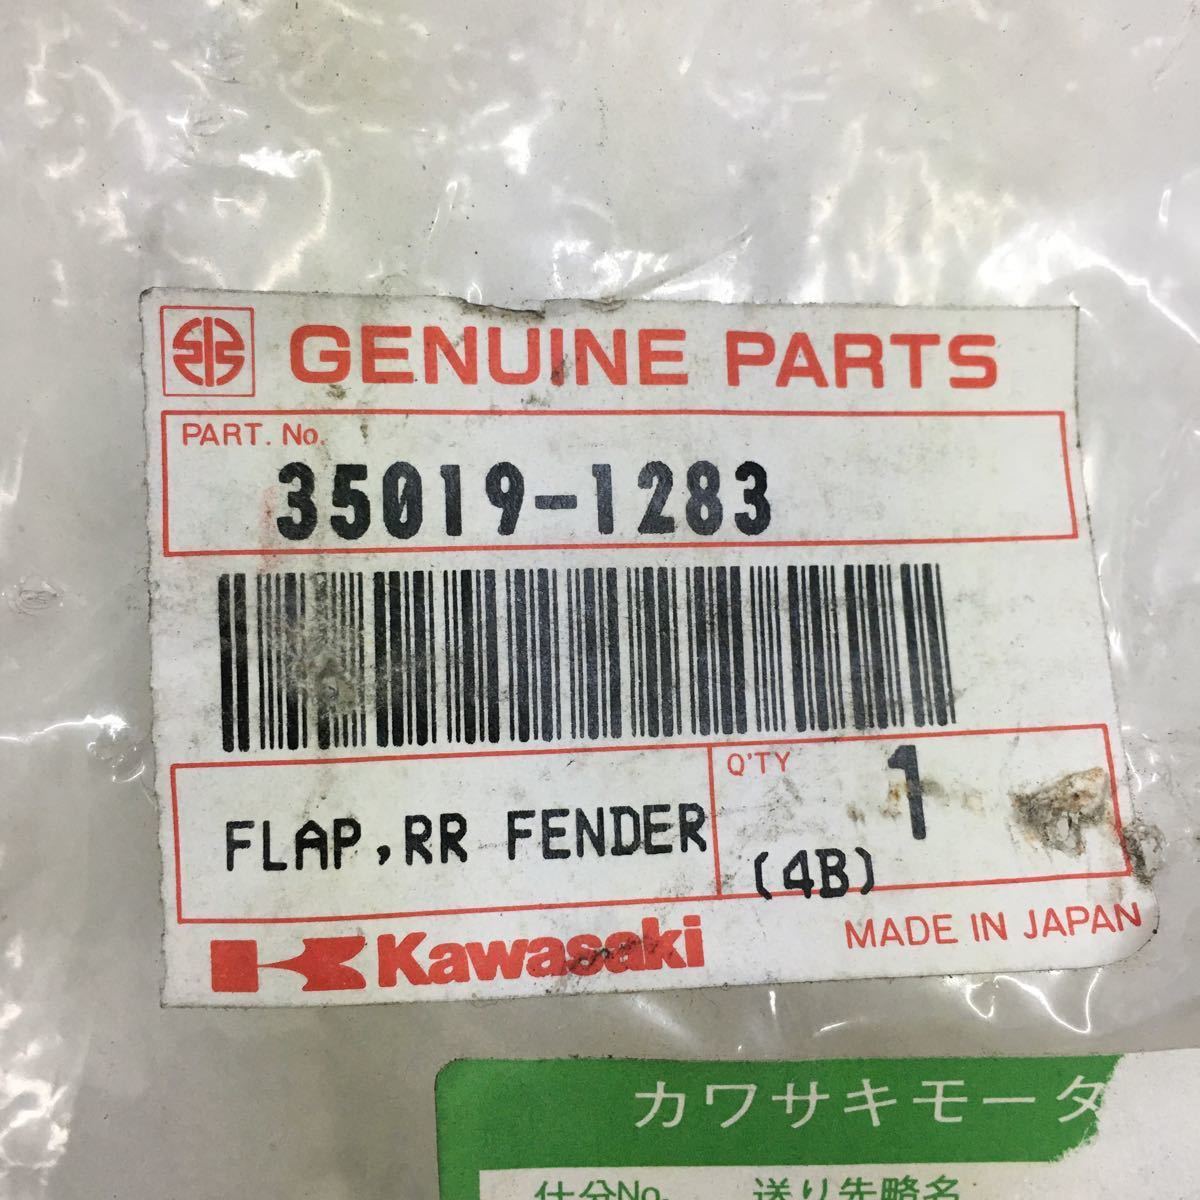 GENUINE PARTS
PART. No.
35019-1283
FLAP,RR FENDER
Q'TY
1
(4B)
Kawasaki
MADE IN JAPAN
カワサキモータ
仕分No.
送り先略名